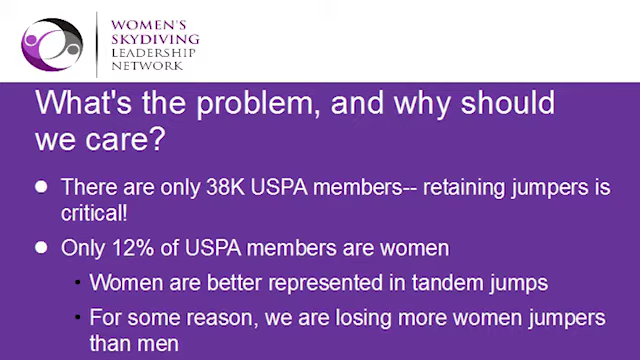 WOMEN'S
SKYDIVING
LEADERSHIP
NETWORK
What's the problem, and why should
we care?
There are only 38K USPA members-- retaining jumpers is
critical!
Only 12% of USPA members are women
Women are better represented in tandem jumps
For some reason, we are losing more women jumpers
than men